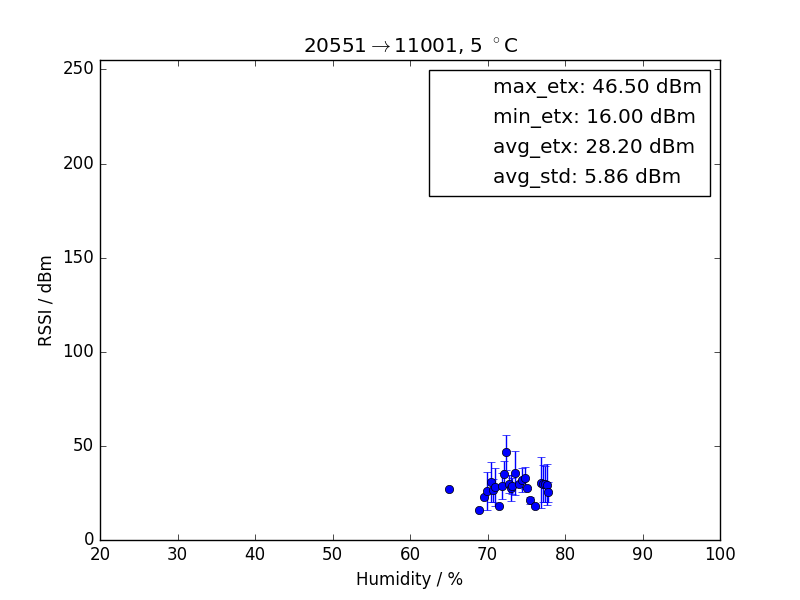 20551→11001, 5 °C
max_etx: 46.50 dBm
min_etx: 16.00 dBm
avg_etx: 28.20 dBm
avg_std: 5.86 dBm
RSSI / dBm
250
200
150
100
50
0
20 30 40 50 60 70 80 90 100
Humidity / %